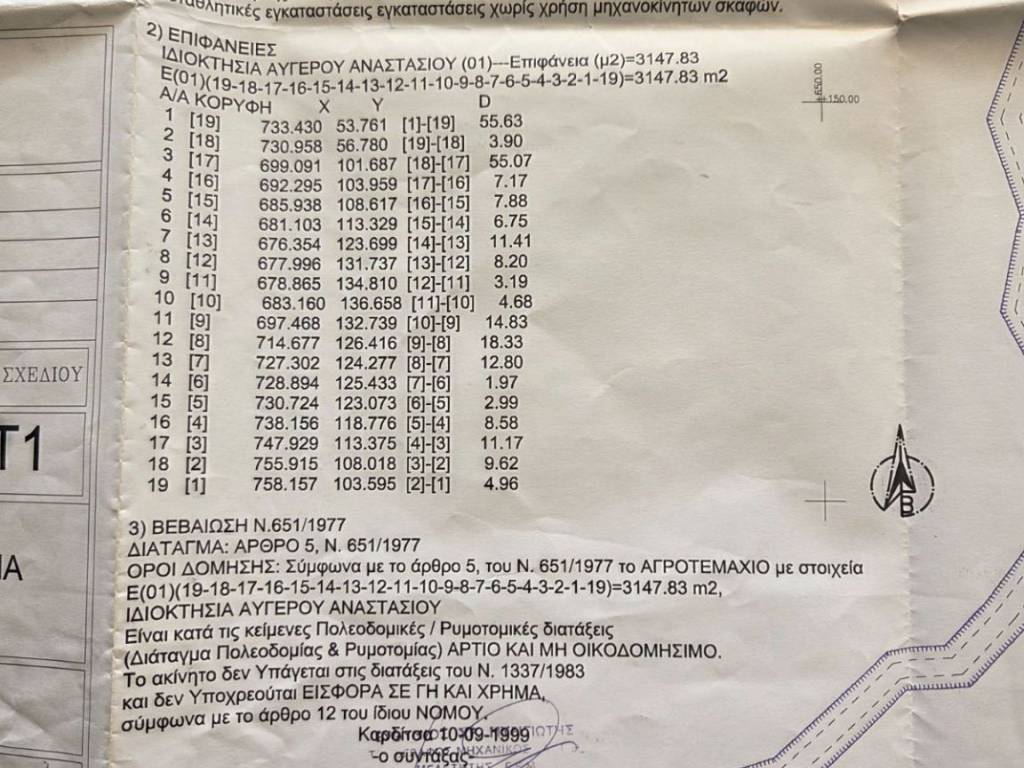 αθλητικές εγκαταστάσεις εγκαταστάσεις χωρίς χρήση μηχανοκίνητων σκαφών.
2) ΕΠΙΦΑΝΕΙΕΣ
ΙΔΙΟΚΤΗΣΙΑ ΑΥΓΕΡΟΥ ΑΝΑΣΤΑΣΙΟΥ (01)---Επιφάνεια (μ2)=3147.83
Ε(01)(19-18-17-16-15-14-13-12-11-10-9-8-7-6-5-4-3-2-1-19)=3147.83 m2
Α/Α ΚΟΡΥΦΗ X Y D
1 [19] 733.430 53.761 [1]-[19] 55.63
2 [18] 730.958 56.780 [19]-[18] 3.90
3 [17] 699.091 101.687 [18]-[17] 55.07
4 [16] 692.295 103.959 [17]-[16] 7.17
5 [15] 685.938 108.617 [16]-[15] 7.88
6 [14] 681.103 113.329 [15]-[14] 6.75
7 [13] 676.354 123.699 [14]-[13] 11.41
8 [12] 677.996 131.737 [13]-[12] 8.20
9 [11] 678.865 134.810 [12]-[11] 3.19
10 [10] 683.160 136.658 [11]-[10] 4.68
11 [9] 697.468 132.739 [10]-[9] 14.83
12 [8] 714.677 126.416 [9]-[8] 18.33
13 [7] 727.302 124.277 [8]-[7] 12.80
14 [6] 728.894 125.433 [7]-[6] 1.97
15 [5] 730.724 123.073 [6]-[5] 2.99
16 [4] 738.156 118.776 [5]-[4] 8.58
17 [3] 747.929 113.375 [4]-[3] 11.17
18 [2] 755.915 108.018 [3]-[2] 9.62
19 [1] 758.157 103.595 [2]-[1] 4.96
650.00
150.00
ΣΧΕΔΙΟΥ
Τ1
ΙΑ
Β
3) ΒΕΒΑΙΩΣΗ Ν.651/1977
ΔΙΑΤΑΓΜΑ: ΑΡΘΡΟ 5, Ν. 651/1977
ΟΡΟΙ ΔΟΜΗΣΗΣ: Σύμφωνα με το άρθρο 5, του Ν. 651/1977 το ΑΓΡΟΤΕΜΑΧΙΟ με στοιχεία
Ε(01)(19-18-17-16-15-14-13-12-11-10-9-8-7-6-5-4-3-2-1-19)=3147.83 m2,
ΙΔΙΟΚΤΗΣΙΑ ΑΥΓΕΡΟΥ ΑΝΑΣΤΑΣΙΟΥ
Είναι κατά τις κείμενες Πολεοδομικές / Ρυμοτομικές διατάξεις
(Διάταγμα Πολεοδομίας & Ρυμοτομίας) ΑΡΤΙΟ ΚΑΙ ΜΗ ΟΙΚΟΔΟΜΗΣΙΜΟ.
Το ακίνητο δεν Υπάγεται στις διατάξεις του Ν. 1337/1983
και δεν Υποχρεούται ΕΙΣΦΟΡΑ ΣΕ ΓΗ ΚΑΙ ΧΡΗΜΑ,
σύμφωνα με το άρθρο 12 του ίδιου ΝΟΜΟΥ.
Καρδίτσα 10-09-1999
-ο συντάξας-